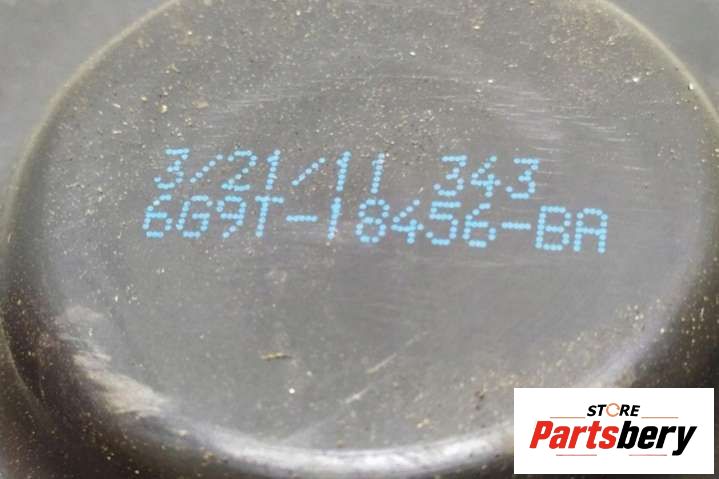 3/21/11 343
6G9T-18456-BA
STORE
Partsbery